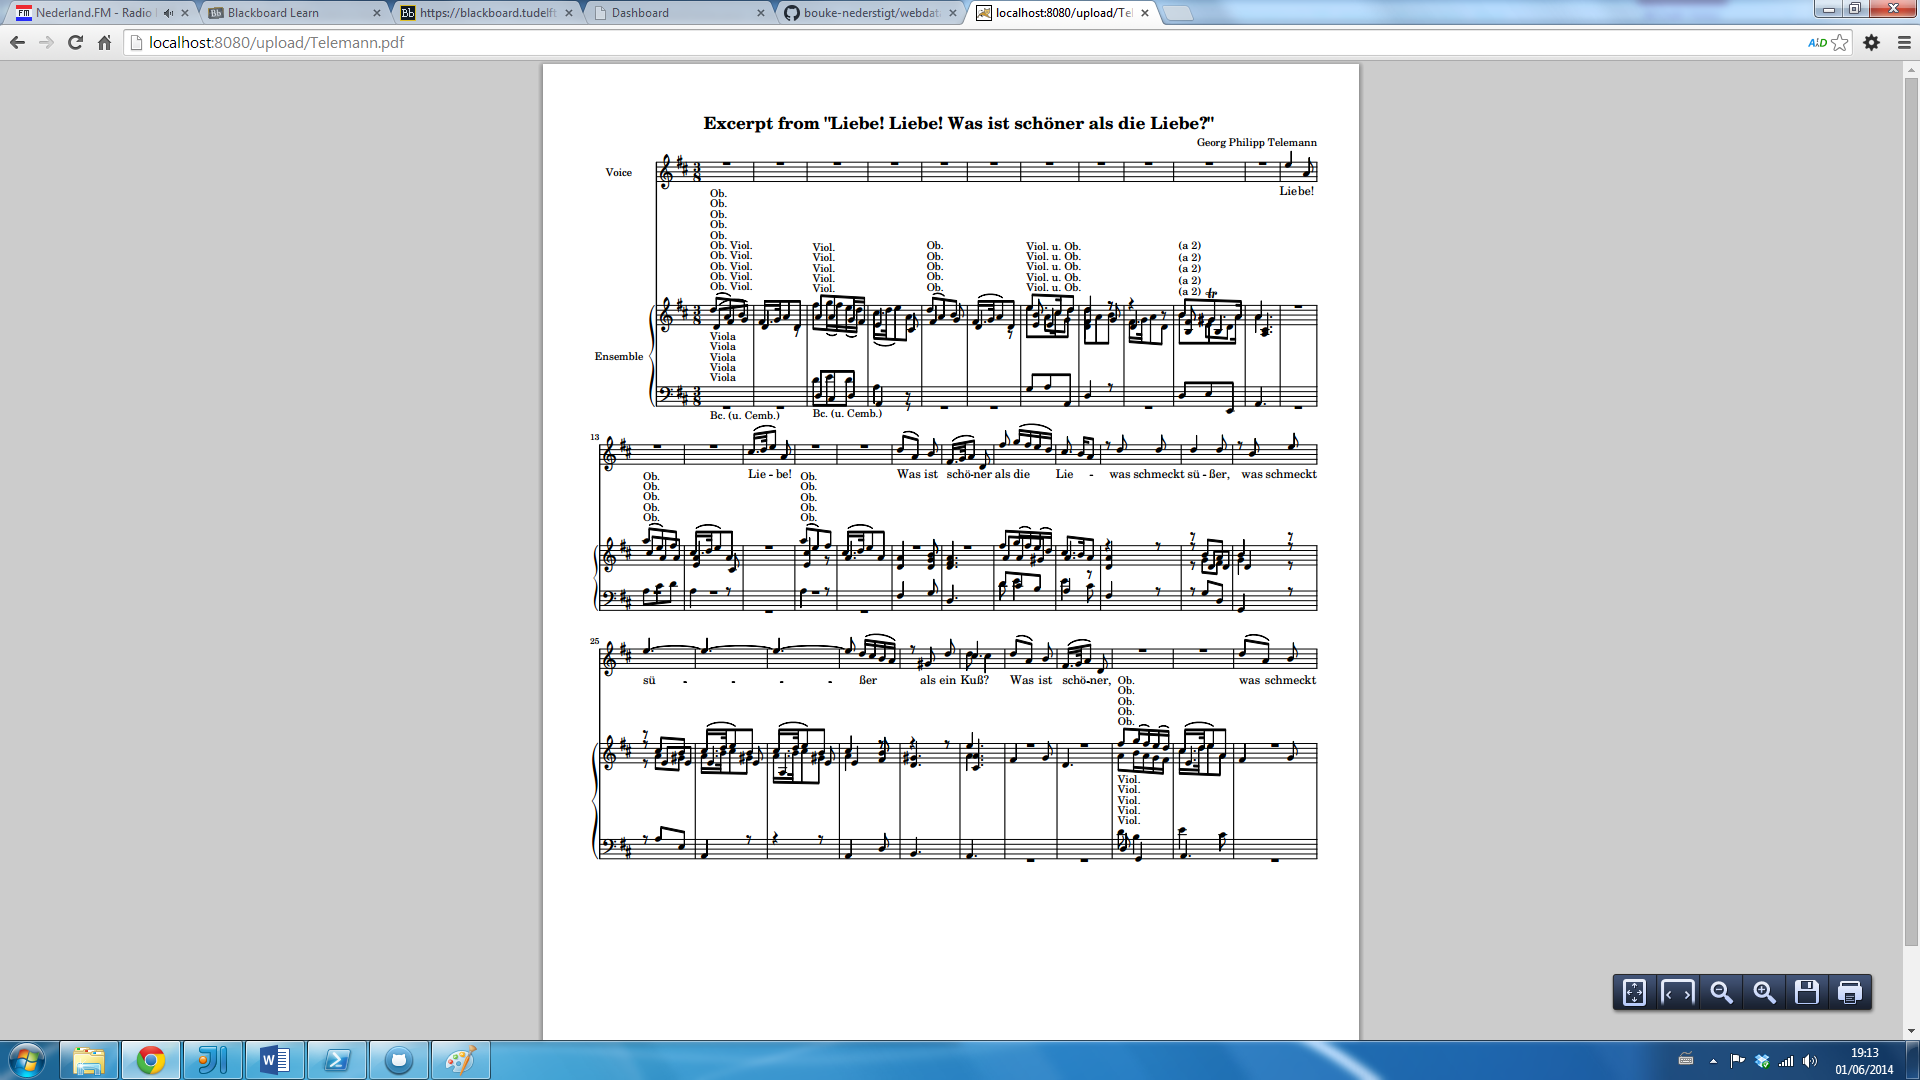 Nederland.FM - Radio
Blackboard Learn
https://blackboard.tudelft
Dashboard
bouke-nederstigt/webdat
localhost:8080/upload/Tel
localhost:8080/upload/Telemann.pdf
Excerpt from "Liebe! Liebe! Was ist schöner als die Liebe?"
Georg Philipp Telemann
Voice
Liebe!
Ob.
Ob.
Ob.
Ob.
Ob.
Ob. Viol. Viol. Ob. Viol. u. Ob. (a 2)
Ob. Viol. Viol. Ob. Viol. u. Ob. (a 2)
Ob. Viol. Viol. Ob. Viol. u. Ob. (a 2)
Ob. Viol. Viol. Ob. Viol. u. Ob. (a 2)
Ob. Viol. Viol. Ob. Viol. u. Ob. (a 2) tr
Viola
Viola
Ensemble
Viola
Viola
Viola
Bc. (u. Cemb.) Bc. (u. Cemb.)
13
Lie - be! Was ist schö-ner als die Lie - was schmeckt sü - ßer, was schmeckt
Ob. Ob.
Ob. Ob.
Ob. Ob.
Ob. Ob.
Ob. Ob.
25
sü - - - - ßer als ein Kuß? Was ist schö-ner, was schmeckt
Ob.
Ob.
Ob.
Ob.
Ob.
Viol.
Viol.
Viol.
Viol.
Viol.
19:13
01/06/2014